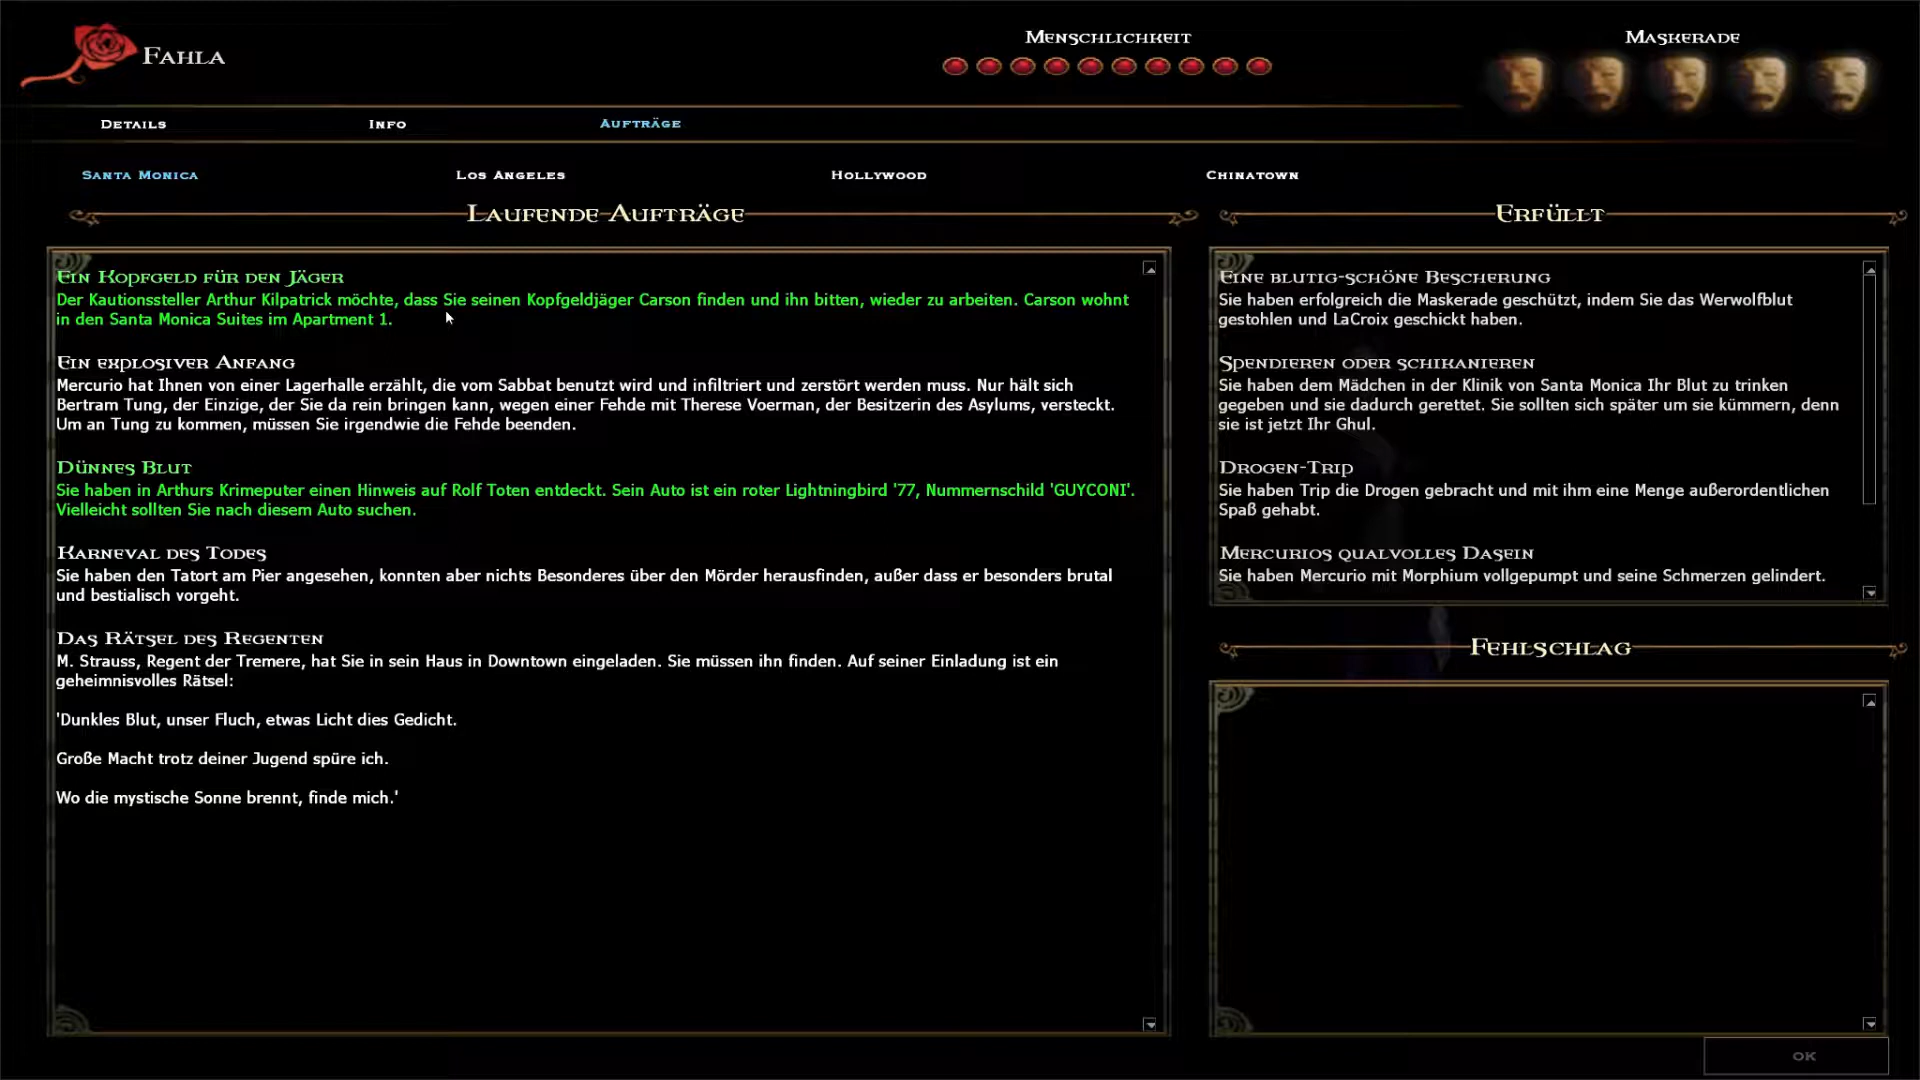 Fahla
Menschlichkeit
Maskerade
Details
Info
Aufträge
Santa Monica
Los Angeles
Hollywood
Chinatown
Laufende Aufträge
Ein Kopfgeld für den Jäger
Der Kautionssteller Arthur Kilpatrick möchte, dass Sie seinen Kopfgeldjäger Carson finden und ihn bitten, wieder zu arbeiten. Carson wohnt
in den Santa Monica Suites im Apartment 1.
Ein explosiver Anfang
Mercurio hat Ihnen von einer Lagerhalle erzählt, die vom Sabbat benutzt wird und infiltriert und zerstört werden muss. Nur hält sich
Bertram Tung, der Einzige, der Sie da rein bringen kann, wegen einer Fehde mit Therese Voerman, der Besitzerin des Asylums, versteckt.
Um an Tung zu kommen, müssen Sie irgendwie die Fehde beenden.
Dünnes Blut
Sie haben in Arthurs Krimeputer einen Hinweis auf Rolf Toten entdeckt. Sein Auto ist ein roter Lightningbird '77, Nummernschild 'GUYCONI'.
Vielleicht sollten Sie nach diesem Auto suchen.
Karneval des Todes
Sie haben den Tatort am Pier angesehen, konnten aber nichts Besonderes über den Mörder herausfinden, außer dass er besonders brutal
und bestialisch vorgeht.
Das Rätsel des Regenten
M. Strauss, Regent der Tremere, hat Sie in sein Haus in Downtown eingeladen. Sie müssen ihn finden. Auf seiner Einladung ist ein
geheimnisvolles Rätsel:
'Dunkles Blut, unser Fluch, etwas Licht dies Gedicht.
Große Macht trotz deiner Jugend spüre ich.
Wo die mystische Sonne brennt, finde mich.'
Erfüllt
Eine blutig-schöne Bescherung
Sie haben erfolgreich die Maskerade geschützt, indem Sie das Werwolfblut
gestohlen und LaCroix geschickt haben.
Spendieren oder schikanieren
Sie haben dem Mädchen in der Klinik von Santa Monica Ihr Blut zu trinken
gegeben und sie dadurch gerettet. Sie sollten sich später um sie kümmern, denn
sie ist jetzt Ihr Ghul.
Drogen-Trip
Sie haben Trip die Drogen gebracht und mit ihm eine Menge außerordentlichen
Spaß gehabt.
Mercurios qualvolles Dasein
Sie haben Mercurio mit Morphium vollgepumpt und seine Schmerzen gelindert.
Fehlschlag
OK